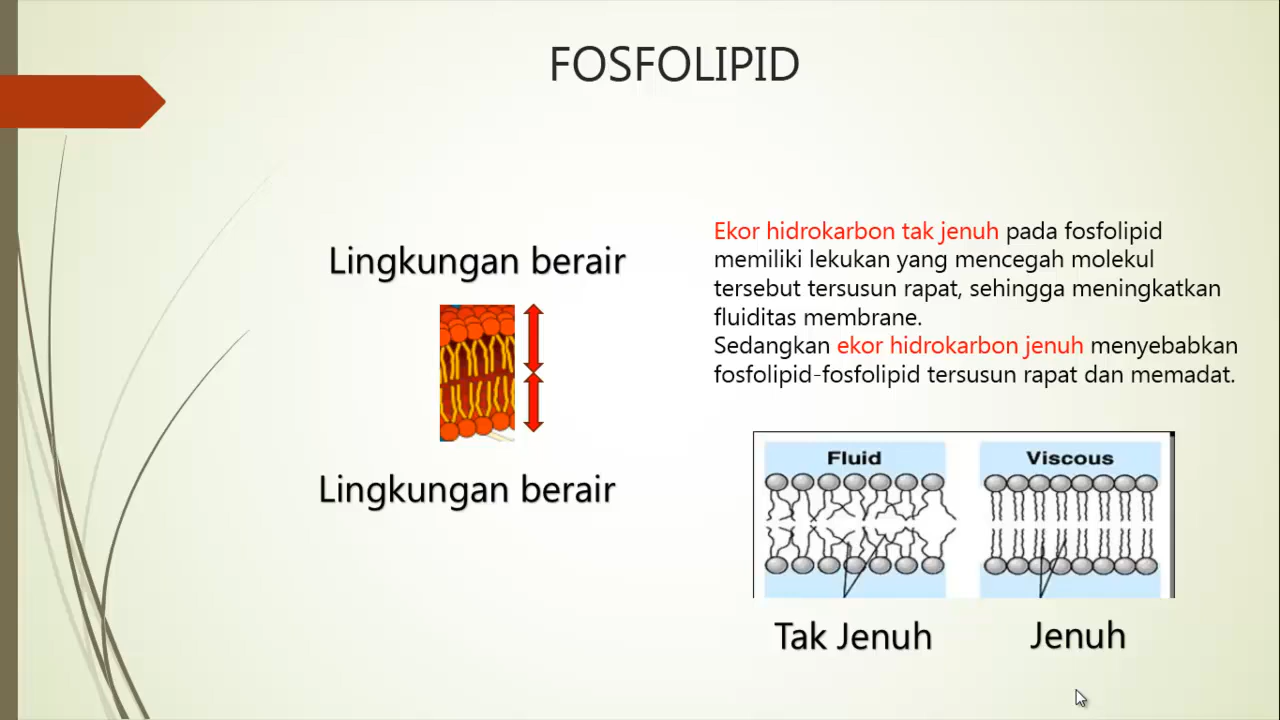 FOSFOLIPID
Lingkungan berair
Lingkungan berair
Ekor hidrokarbon tak jenuh pada fosfolipid
memiliki lekukan yang mencegah molekul
tersebut tersusun rapat, sehingga meningkatkan
fluiditas membrane.
Sedangkan ekor hidrokarbon jenuh menyebabkan
fosfolipid-fosfolipid tersusun rapat dan memadat.
Fluid
Viscous
Tak Jenuh
Jenuh